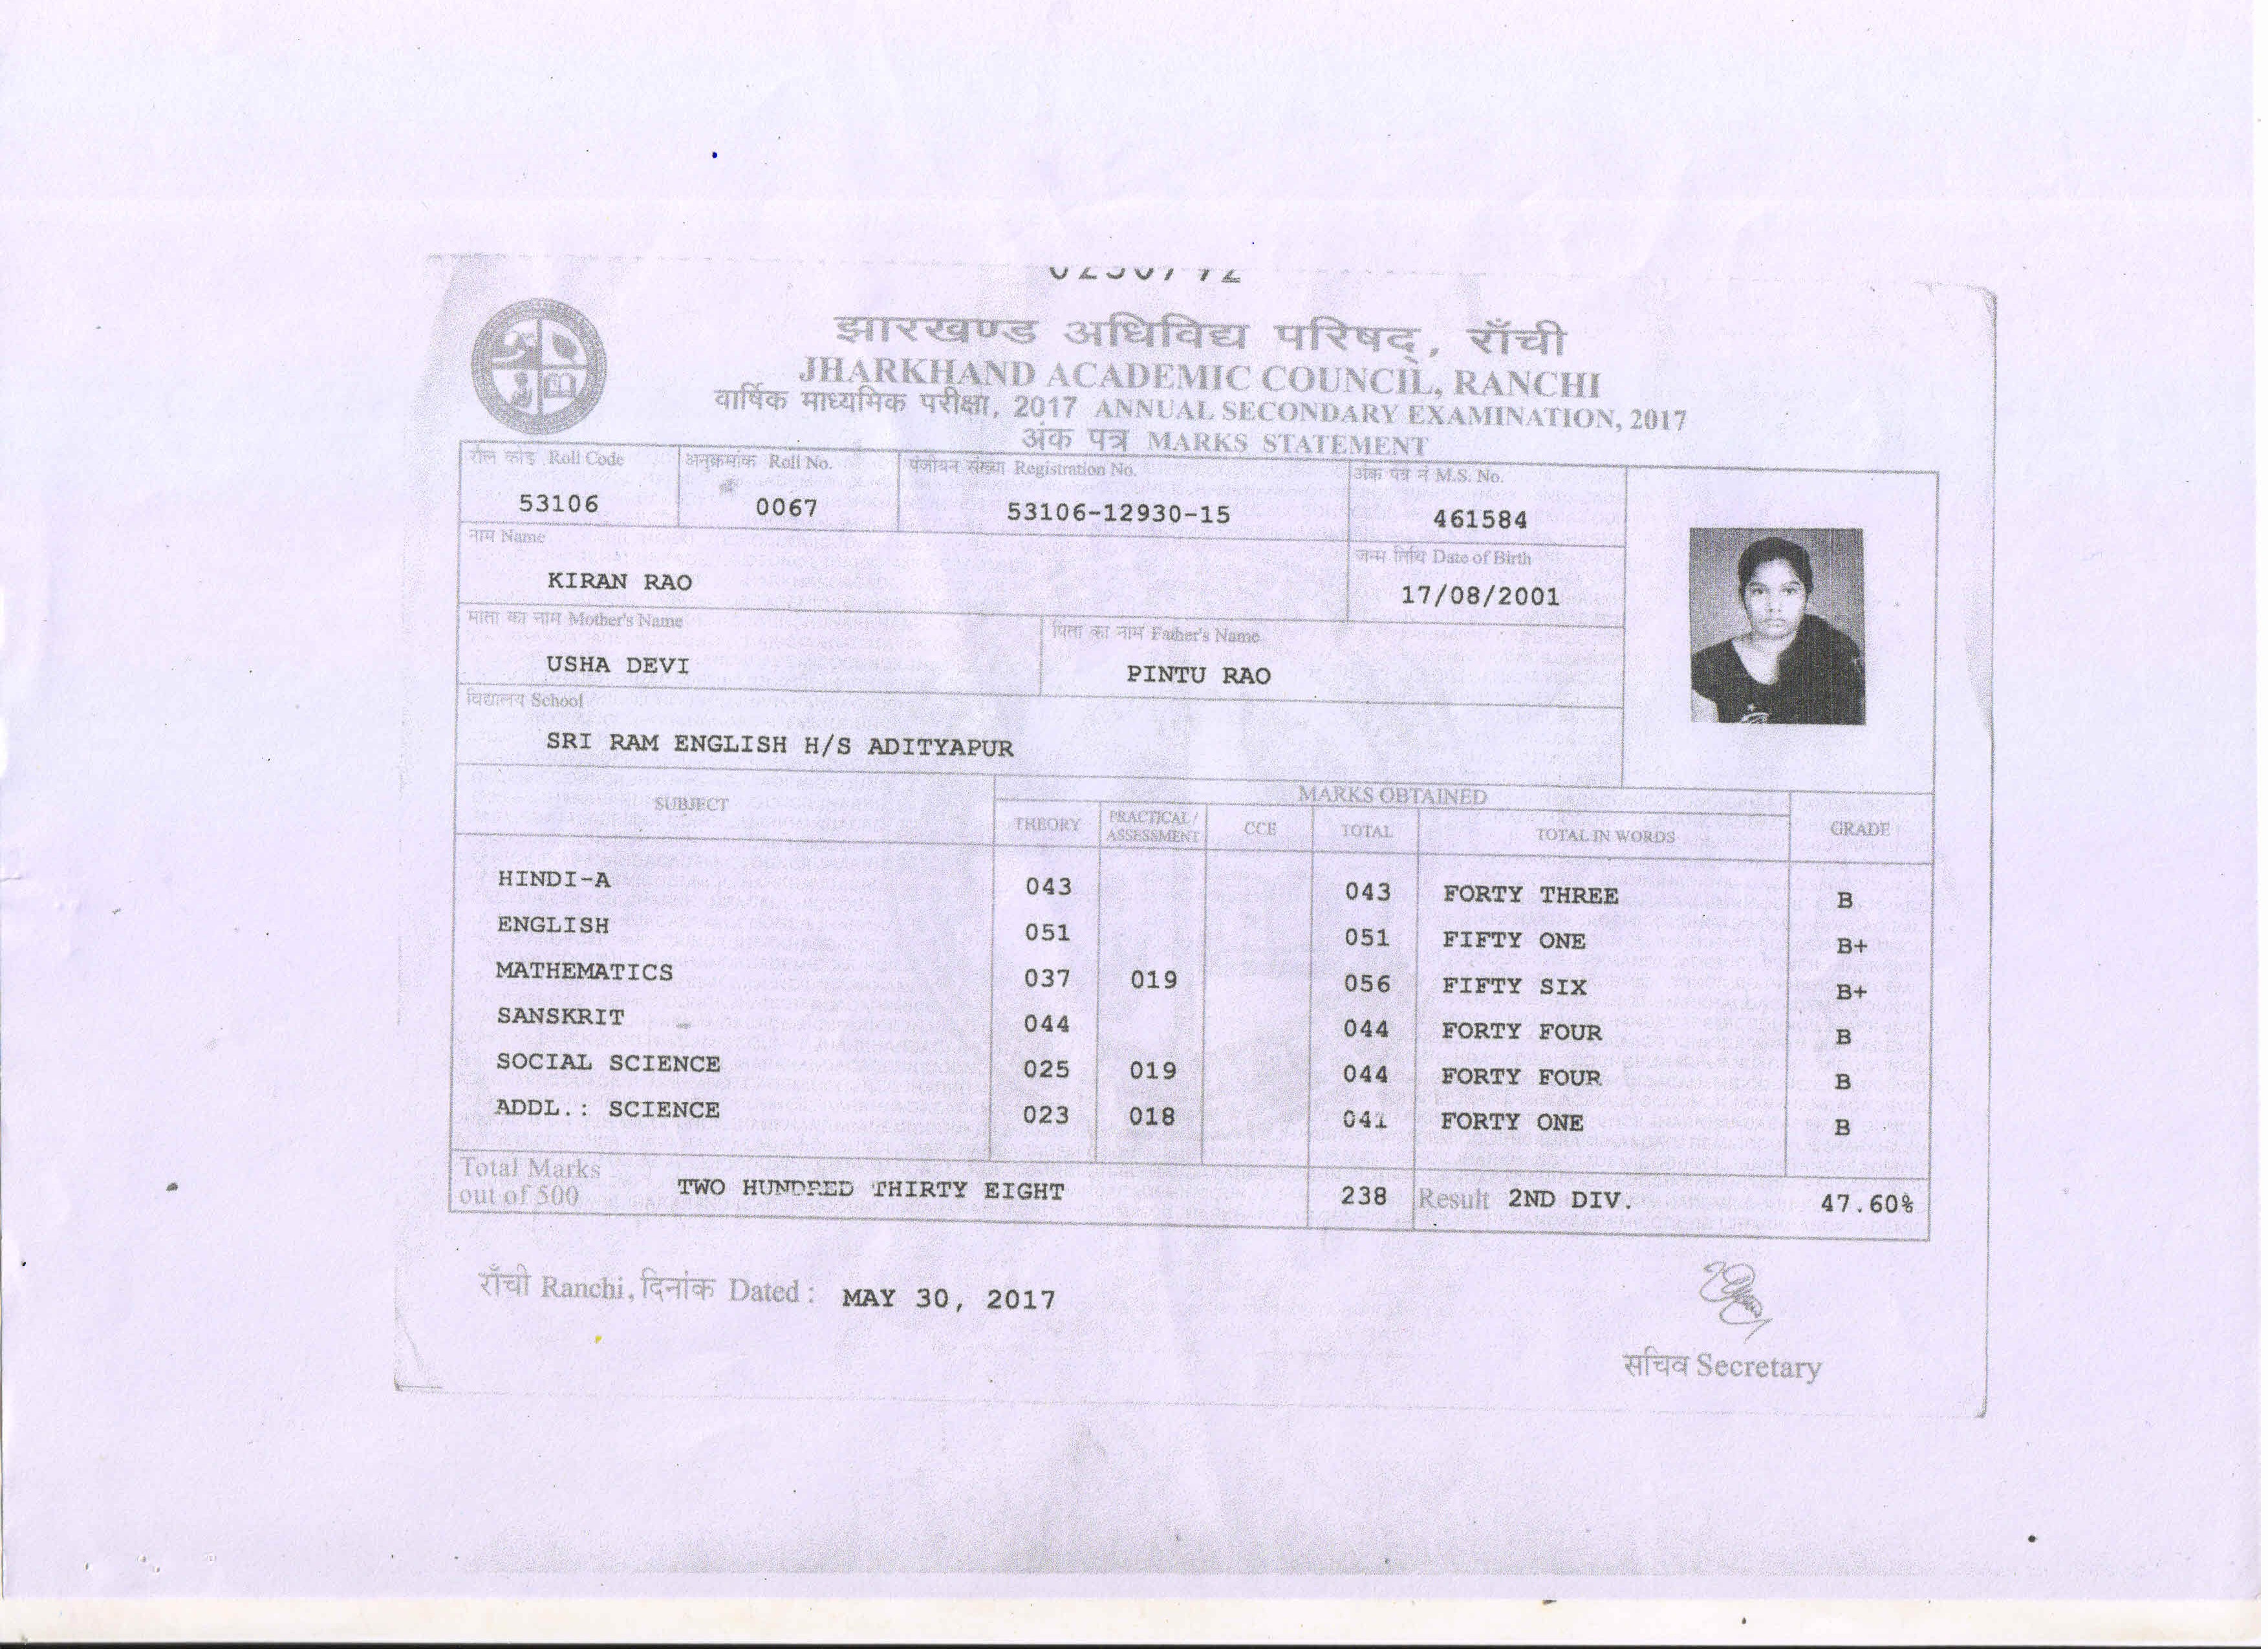 झारखण्ड अधिविद्य परिषद्, राँची
JHARKHAND ACADEMIC COUNCIL, RANCHI
वार्षिक माध्यमिक परीक्षा, 2017 ANNUAL SECONDARY EXAMINATION, 2017
अंक पत्र MARKS STATEMENT
रौल कोड Roll Code अनुक्रमांक Roll No. पंजीयन संख्या Registration No. अंक पत्र नं M.S. No.
53106 0067 53106-12930-15 461584
नाम Name जन्म तिथि Date of Birth
KIRAN RAO 17/08/2001
माता का नाम Mother's Name पिता का नाम Father's Name
USHA DEVI PINTU RAO
विद्यालय School
SRI RAM ENGLISH H/S ADITYAPUR
SUBJECT MARKS OBTAINED GRADE
THEORY PRACTICAL/ ASSESSMENT CCE TOTAL TOTAL IN WORDS
HINDI-A 043 043 FORTY THREE B
ENGLISH 051 051 FIFTY ONE B+
MATHEMATICS 037 019 056 FIFTY SIX B+
SANSKRIT 044 044 FORTY FOUR B
SOCIAL SCIENCE 025 019 044 FORTY FOUR B
ADDL.: SCIENCE 023 018 041 FORTY ONE B
Total Marks out of 500 TWO HUNDRED THIRTY EIGHT 238 Result 2ND DIV. 47.60%
राँची Ranchi, दिनांक Dated : MAY 30, 2017
सचिव Secretary